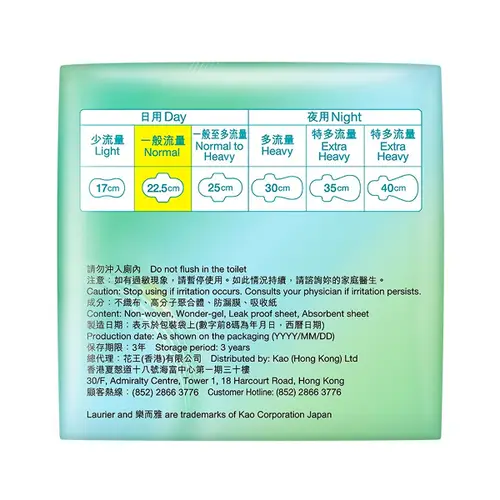 日用 Day
夜用 Night
少流量
Light
一般流量
Normal
一般至多流量
Normal to
Heavy
多流量
Heavy
特多流量
Extra
Heavy
特多流量
Extra
Heavy
17cm
22.5cm
25cm
30cm
35cm
40cm
請勿沖入廁內 Do not flush in the toilet
注意：如有過敏現象，請暫停使用。如此情況持續，請諮詢妳的家庭醫生。
Caution: Stop using if irritation occurs. Consult your physician if irritation persists.
成分：不織布、高分子聚合體、防漏膜、吸收紙
Content: Non-woven, Wonder-gel, Leak proof sheet, Absorbent sheet
製造日期：表示於包裝袋上(數字前8碼為年月日，西曆日期)
Production date: As shown on the packaging (YYYY/MM/DD)
保存期限：3年 Storage period: 3 years
總代理：花王(香港)有限公司 Distributed by: Kao (Hong Kong) Ltd
香港夏慤道十八號海富中心第一期三十樓
30/F, Admiralty Centre, Tower 1, 18 Harcourt Road, Hong Kong
顧客熱線：(852) 2866 3776 Customer Hotline: (852) 2866 3776
Laurier and 樂而雅 are trademarks of Kao Corporation Japan